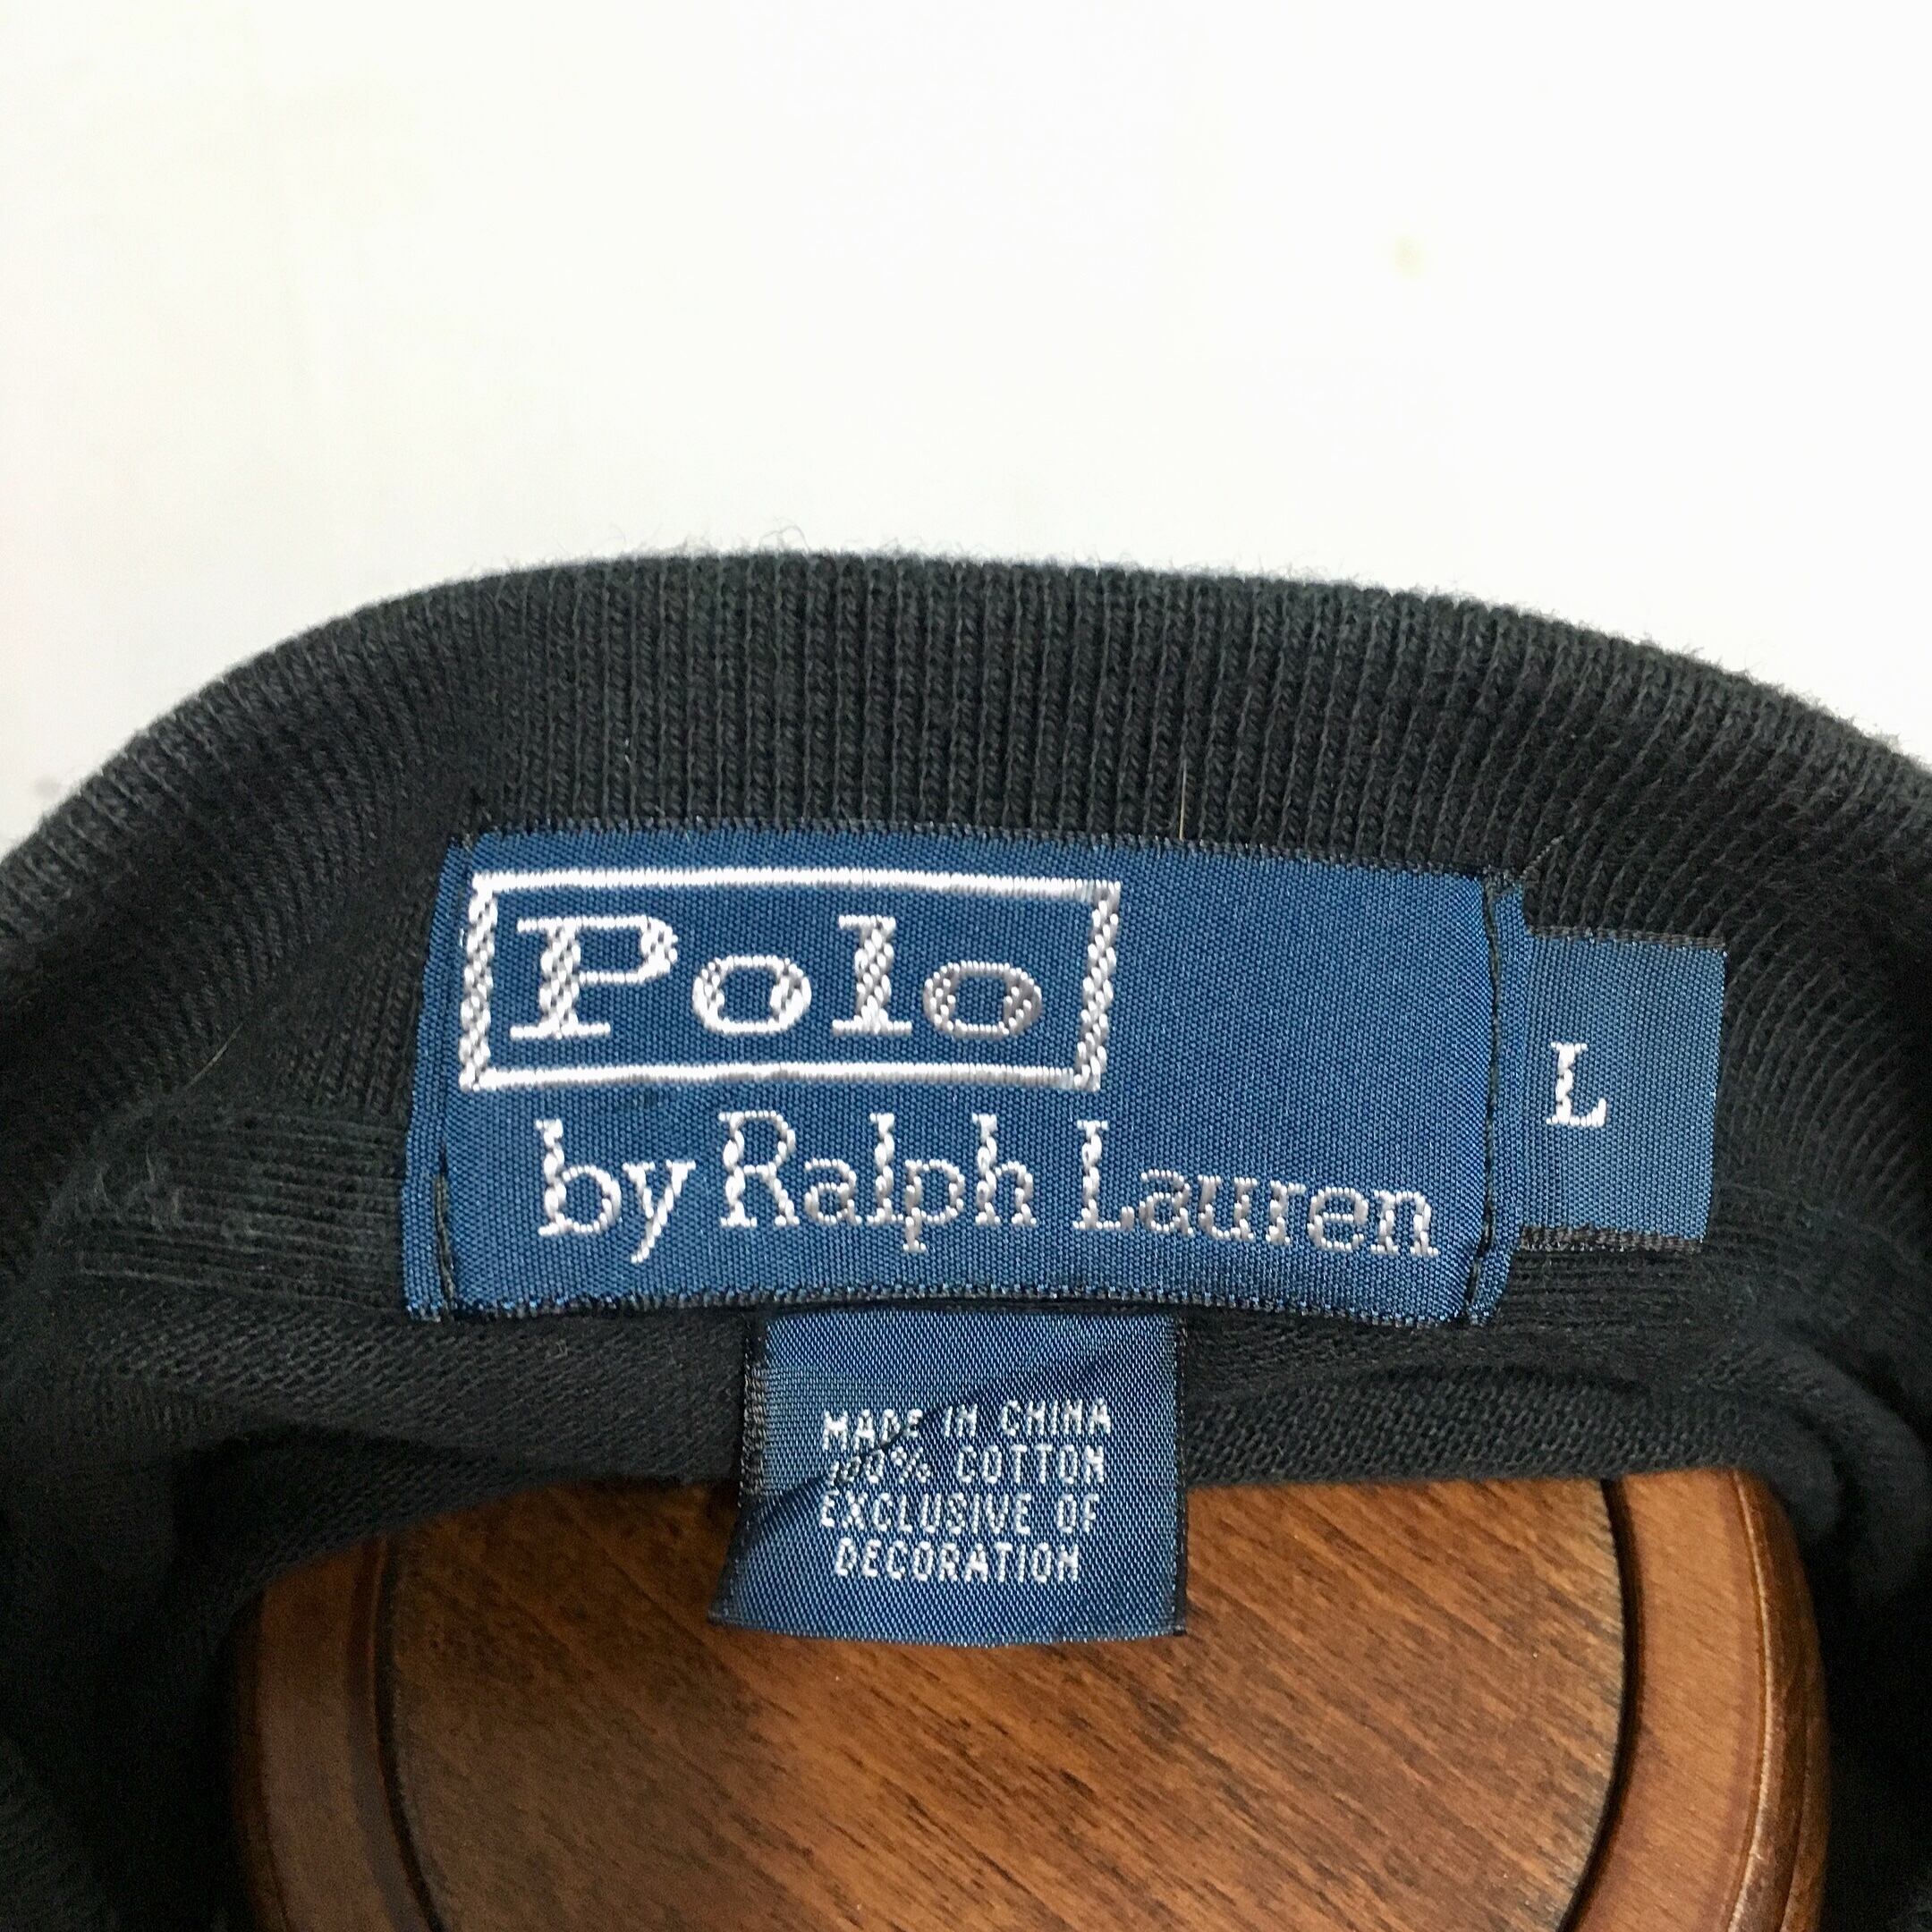 Polo
by Ralph Lauren
L
MADE IN CHINA
100% COTTON
EXCLUSIVE OF
DECORATION